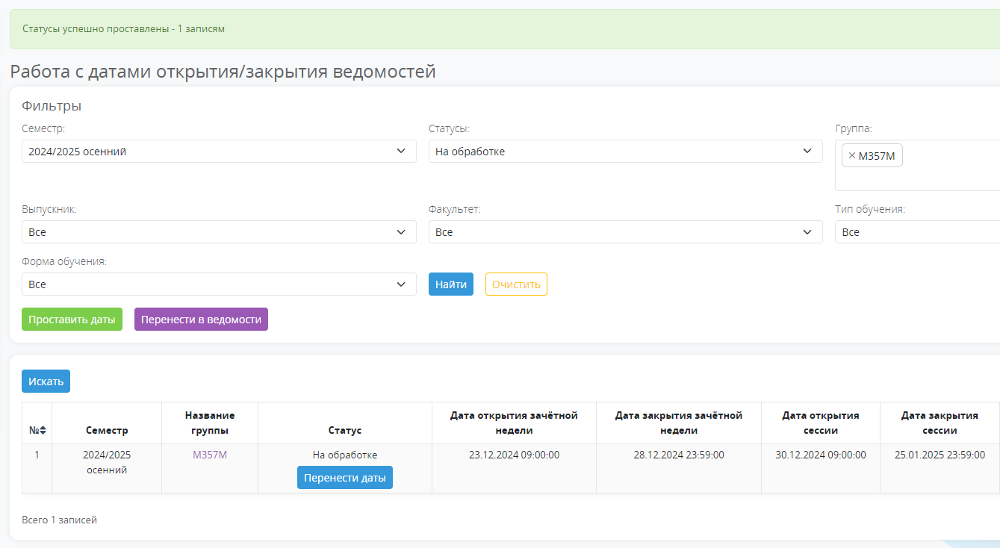 Статусы успешно проставлены - 1 записям
Работа с датами открытия/закрытия ведомостей
Фильтры
Семестр:
Статусы:
Группа:
2024/2025 осенний
На обработке
× М357М
Выпускник:
Факультет:
Тип обучения:
Все
Все
Все
Форма обучения:
Все
Найти
Очистить
Проставить даты
Перенести в ведомости
Искать
№
Семестр
Название
группы
Статус
Дата открытия зачётной
недели
Дата закрытия зачётной
недели
Дата открытия
сессии
Дата закрытия
сессии
1
2024/2025
осенний
М357М
На обработке
Перенести даты
23.12.2024 09:00:00
28.12.2024 23:59:00
30.12.2024 09:00:00
25.01.2025 23:59:00
Всего 1 записей